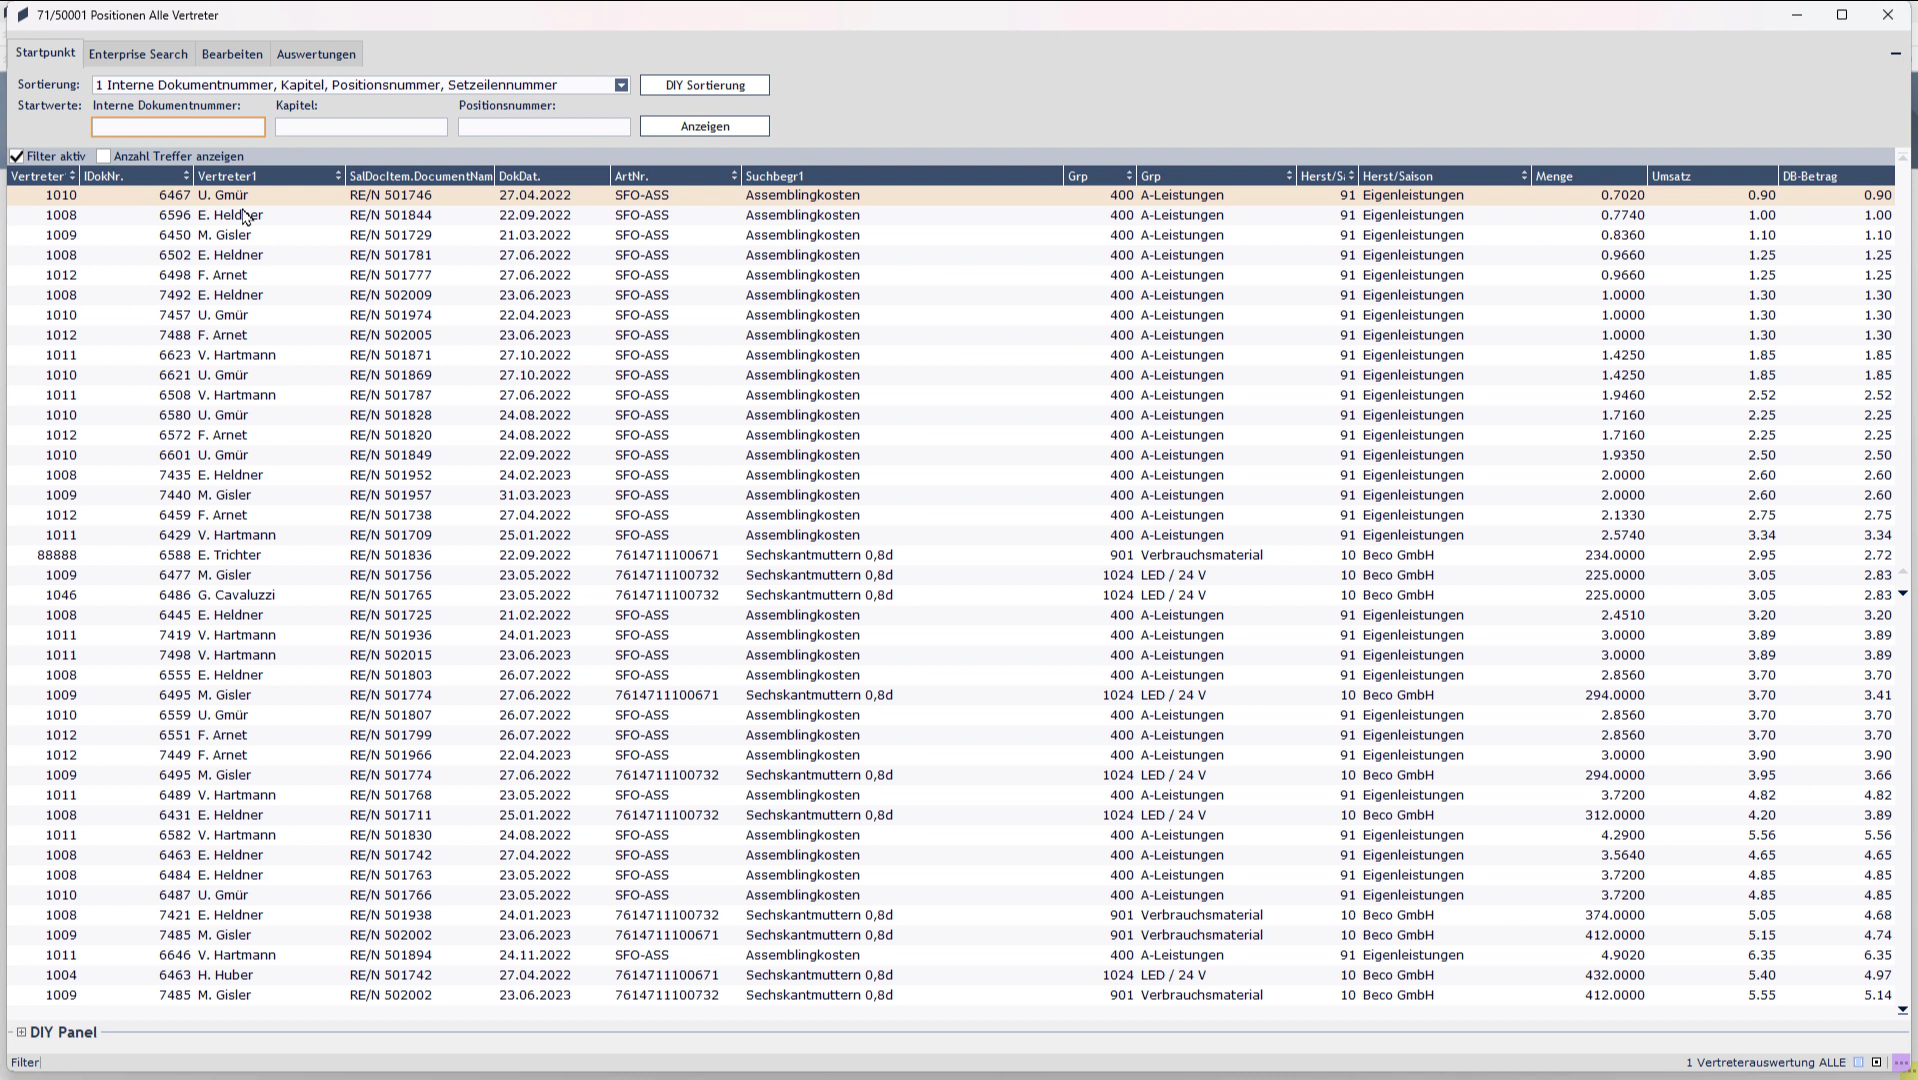 71/50001 Positionen Alle Vertreter
Startpunkt Enterprise Search Bearbeiten Auswertungen
Sortierung: 1 Interne Dokumentnummer, Kapitel, Positionsnummer, Setzeilennummer DIY Sortierung
Startwerte: Interne Dokumentnummer: Kapitel: Positionsnummer:
Anzeigen
Filter aktiv Anzahl Treffer anzeigen
Vertreter IDokNr. Vertreter1 SalDocItem.DocumentNam DokDat. ArtNr. Suchbegr1 Grp Grp Herst/S Herst/Saison Menge Umsatz DB-Betrag
1010 6467 U. Gmür RE/N 501746 27.04.2022 SFO-ASS Assemblingkosten 400 A-Leistungen 91 Eigenleistungen 0.7020 0.90 0.90
1008 6596 E. Heldner RE/N 501844 22.09.2022 SFO-ASS Assemblingkosten 400 A-Leistungen 91 Eigenleistungen 0.7740 1.00 1.00
1009 6450 M. Gisler RE/N 501729 21.03.2022 SFO-ASS Assemblingkosten 400 A-Leistungen 91 Eigenleistungen 0.8360 1.10 1.10
1008 6502 E. Heldner RE/N 501781 27.06.2022 SFO-ASS Assemblingkosten 400 A-Leistungen 91 Eigenleistungen 0.9660 1.25 1.25
1012 6498 F. Arnet RE/N 501777 27.06.2022 SFO-ASS Assemblingkosten 400 A-Leistungen 91 Eigenleistungen 0.9660 1.25 1.25
1008 7492 E. Heldner RE/N 502009 23.06.2023 SFO-ASS Assemblingkosten 400 A-Leistungen 91 Eigenleistungen 1.0000 1.30 1.30
1010 7457 U. Gmür RE/N 501974 22.04.2023 SFO-ASS Assemblingkosten 400 A-Leistungen 91 Eigenleistungen 1.0000 1.30 1.30
1012 7488 F. Arnet RE/N 502005 23.06.2023 SFO-ASS Assemblingkosten 400 A-Leistungen 91 Eigenleistungen 1.0000 1.30 1.30
1011 6623 V. Hartmann RE/N 501871 27.10.2022 SFO-ASS Assemblingkosten 400 A-Leistungen 91 Eigenleistungen 1.4250 1.85 1.85
1010 6621 U. Gmür RE/N 501869 27.10.2022 SFO-ASS Assemblingkosten 400 A-Leistungen 91 Eigenleistungen 1.4250 1.85 1.85
1011 6508 V. Hartmann RE/N 501787 27.06.2022 SFO-ASS Assemblingkosten 400 A-Leistungen 91 Eigenleistungen 1.9460 2.52 2.52
1010 6580 U. Gmür RE/N 501828 24.08.2022 SFO-ASS Assemblingkosten 400 A-Leistungen 91 Eigenleistungen 1.7160 2.25 2.25
1012 6572 F. Arnet RE/N 501820 24.08.2022 SFO-ASS Assemblingkosten 400 A-Leistungen 91 Eigenleistungen 1.7160 2.25 2.25
1010 6601 U. Gmür RE/N 501849 22.09.2022 SFO-ASS Assemblingkosten 400 A-Leistungen 91 Eigenleistungen 1.9350 2.50 2.50
1008 7435 E. Heldner RE/N 501952 24.02.2023 SFO-ASS Assemblingkosten 400 A-Leistungen 91 Eigenleistungen 2.0000 2.60 2.60
1009 7440 M. Gisler RE/N 501957 31.03.2023 SFO-ASS Assemblingkosten 400 A-Leistungen 91 Eigenleistungen 2.0000 2.60 2.60
1012 6459 F. Arnet RE/N 501738 27.04.2022 SFO-ASS Assemblingkosten 400 A-Leistungen 91 Eigenleistungen 2.1330 2.75 2.75
1011 6429 V. Hartmann RE/N 501709 25.01.2022 SFO-ASS Assemblingkosten 400 A-Leistungen 91 Eigenleistungen 2.5740 3.34 3.34
88888 6588 E. Trichter RE/N 501836 22.09.2022 7614711100671 Sechskantmuttern 0,8d 901 Verbrauchsmaterial 10 Beco GmbH 234.0000 2.95 2.72
1009 6477 M. Gisler RE/N 501756 23.05.2022 7614711100732 Sechskantmuttern 0,8d 1024 LED / 24 V 10 Beco GmbH 225.0000 3.05 2.83
1046 6486 G. Cavaluzzi RE/N 501765 23.05.2022 7614711100732 Sechskantmuttern 0,8d 1024 LED / 24 V 10 Beco GmbH 225.0000 3.05 2.83
1008 6445 E. Heldner RE/N 501725 21.02.2022 SFO-ASS Assemblingkosten 400 A-Leistungen 91 Eigenleistungen 2.4510 3.20 3.20
1011 7419 V. Hartmann RE/N 501936 24.01.2023 SFO-ASS Assemblingkosten 400 A-Leistungen 91 Eigenleistungen 3.0000 3.89 3.89
1011 7498 V. Hartmann RE/N 502015 23.06.2023 SFO-ASS Assemblingkosten 400 A-Leistungen 91 Eigenleistungen 3.0000 3.89 3.89
1008 6555 E. Heldner RE/N 501803 26.07.2022 SFO-ASS Assemblingkosten 400 A-Leistungen 91 Eigenleistungen 2.8560 3.70 3.70
1009 6495 M. Gisler RE/N 501774 27.06.2022 7614711100671 Sechskantmuttern 0,8d 1024 LED / 24 V 10 Beco GmbH 294.0000 3.70 3.41
1010 6559 U. Gmür RE/N 501807 26.07.2022 SFO-ASS Assemblingkosten 400 A-Leistungen 91 Eigenleistungen 2.8560 3.70 3.70
1012 6551 F. Arnet RE/N 501799 26.07.2022 SFO-ASS Assemblingkosten 400 A-Leistungen 91 Eigenleistungen 2.8560 3.70 3.70
1012 7449 F. Arnet RE/N 501966 22.04.2023 SFO-ASS Assemblingkosten 400 A-Leistungen 91 Eigenleistungen 3.0000 3.90 3.90
1009 6495 M. Gisler RE/N 501774 27.06.2022 7614711100732 Sechskantmuttern 0,8d 1024 LED / 24 V 10 Beco GmbH 294.0000 3.95 3.66
1011 6489 V. Hartmann RE/N 501768 23.05.2022 SFO-ASS Assemblingkosten 400 A-Leistungen 91 Eigenleistungen 3.7200 4.82 4.82
1008 6431 E. Heldner RE/N 501711 25.01.2022 7614711100732 Sechskantmuttern 0,8d 1024 LED / 24 V 10 Beco GmbH 312.0000 4.20 3.89
1011 6582 V. Hartmann RE/N 501830 24.08.2022 SFO-ASS Assemblingkosten 400 A-Leistungen 91 Eigenleistungen 4.2900 5.56 5.56
1008 6463 E. Heldner RE/N 501742 27.04.2022 SFO-ASS Assemblingkosten 400 A-Leistungen 91 Eigenleistungen 3.5640 4.65 4.65
1008 6484 E. Heldner RE/N 501763 23.05.2022 SFO-ASS Assemblingkosten 400 A-Leistungen 91 Eigenleistungen 3.7200 4.85 4.85
1010 6487 U. Gmür RE/N 501766 23.05.2022 SFO-ASS Assemblingkosten 400 A-Leistungen 91 Eigenleistungen 3.7200 4.85 4.85
1008 7421 E. Heldner RE/N 501938 24.01.2023 7614711100732 Sechskantmuttern 0,8d 901 Verbrauchsmaterial 10 Beco GmbH 374.0000 5.05 4.68
1009 7485 M. Gisler RE/N 502002 23.06.2023 7614711100671 Sechskantmuttern 0,8d 901 Verbrauchsmaterial 10 Beco GmbH 412.0000 5.15 4.74
1011 6646 V. Hartmann RE/N 501894 24.11.2022 SFO-ASS Assemblingkosten 400 A-Leistungen 91 Eigenleistungen 4.9020 6.35 6.35
1004 6463 H. Huber RE/N 501742 27.04.2022 7614711100671 Sechskantmuttern 0,8d 1024 LED / 24 V 10 Beco GmbH 432.0000 5.40 4.97
1009 7485 M. Gisler RE/N 502002 23.06.2023 7614711100732 Sechskantmuttern 0,8d 901 Verbrauchsmaterial 10 Beco GmbH 412.0000 5.55 5.14
DIY Panel
Filter 1 Vertreterauswertung ALLE